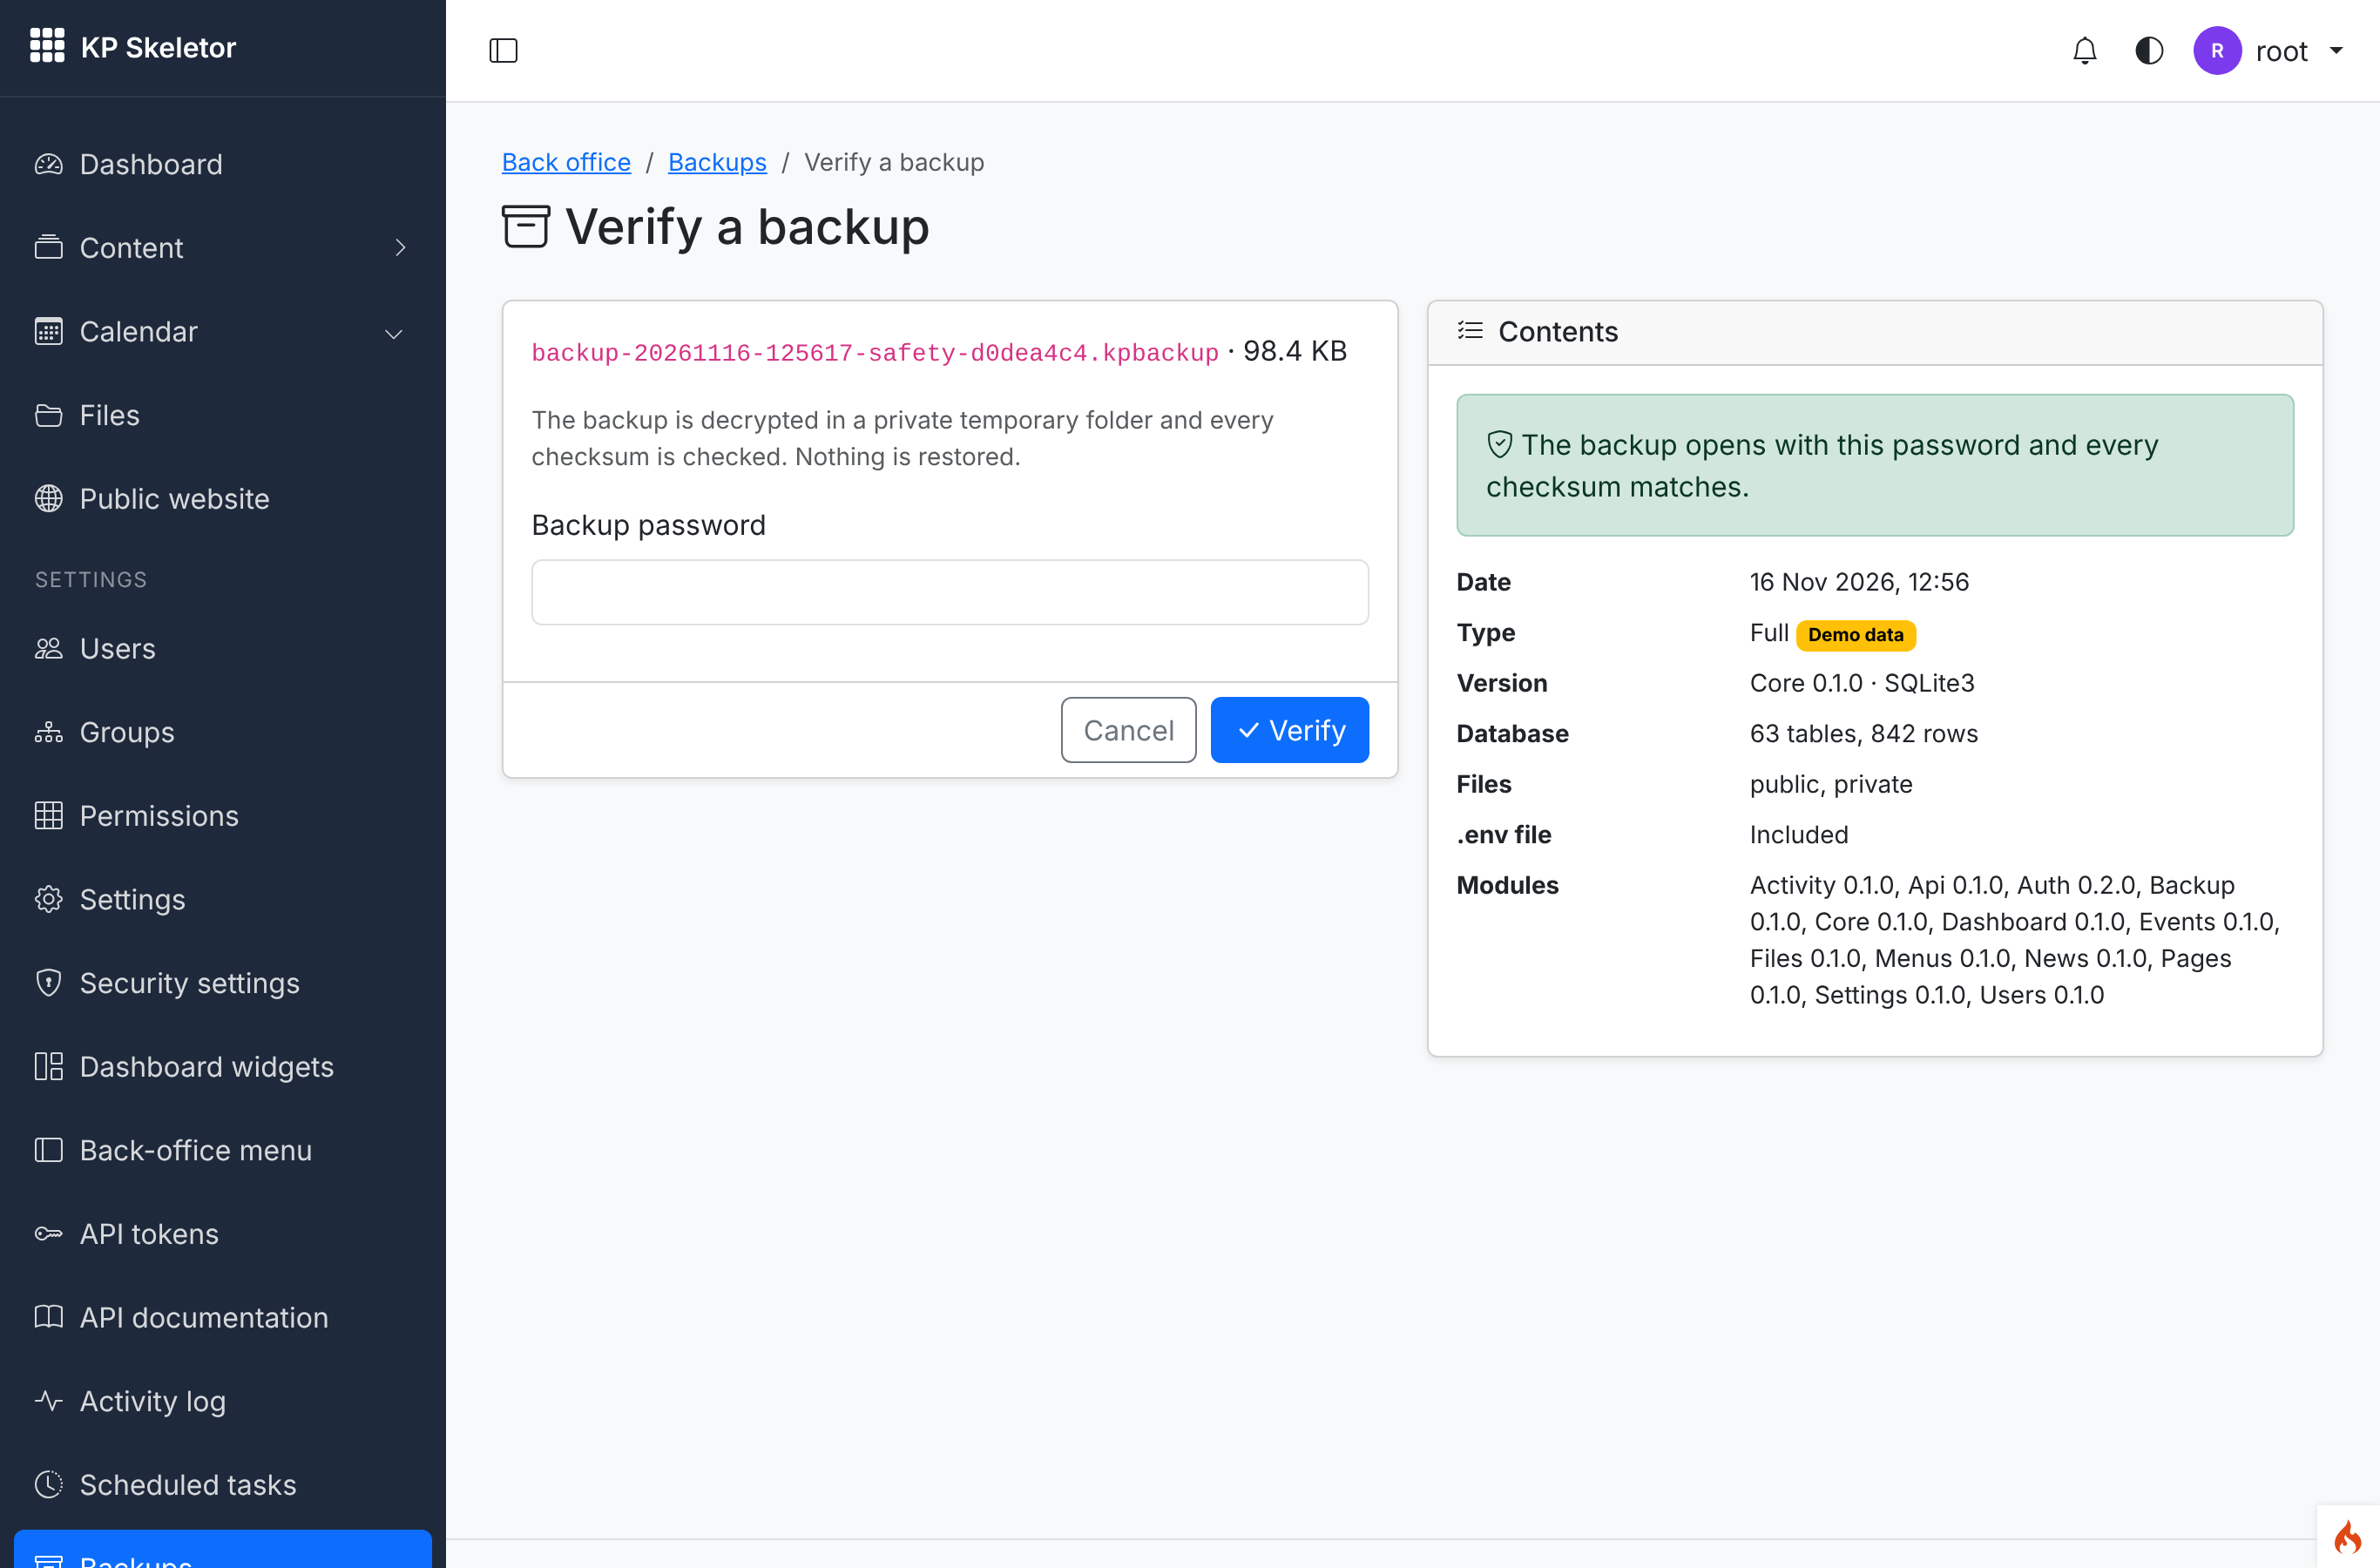 KP Skeletor
Dashboard
Content
Calendar
Files
Public website
SETTINGS
Users
Groups
Permissions
Settings
Security settings
Dashboard widgets
Back-office menu
API tokens
API documentation
Activity log
Scheduled tasks
Backups
R root
Back office / Backups / Verify a backup
Verify a backup
backup-20261116-125617-safety-d0dea4c4.kpbackup · 98.4 KB
The backup is decrypted in a private temporary folder and every
checksum is checked. Nothing is restored.
Backup password
Cancel
Verify
Contents
The backup opens with this password and every
checksum matches.
Date 16 Nov 2026, 12:56
Type Full Demo data
Version Core 0.1.0 · SQLite3
Database 63 tables, 842 rows
Files public, private
.env file Included
Modules Activity 0.1.0, Api 0.1.0, Auth 0.2.0, Backup
0.1.0, Core 0.1.0, Dashboard 0.1.0, Events 0.1.0,
Files 0.1.0, Menus 0.1.0, News 0.1.0, Pages
0.1.0, Settings 0.1.0, Users 0.1.0